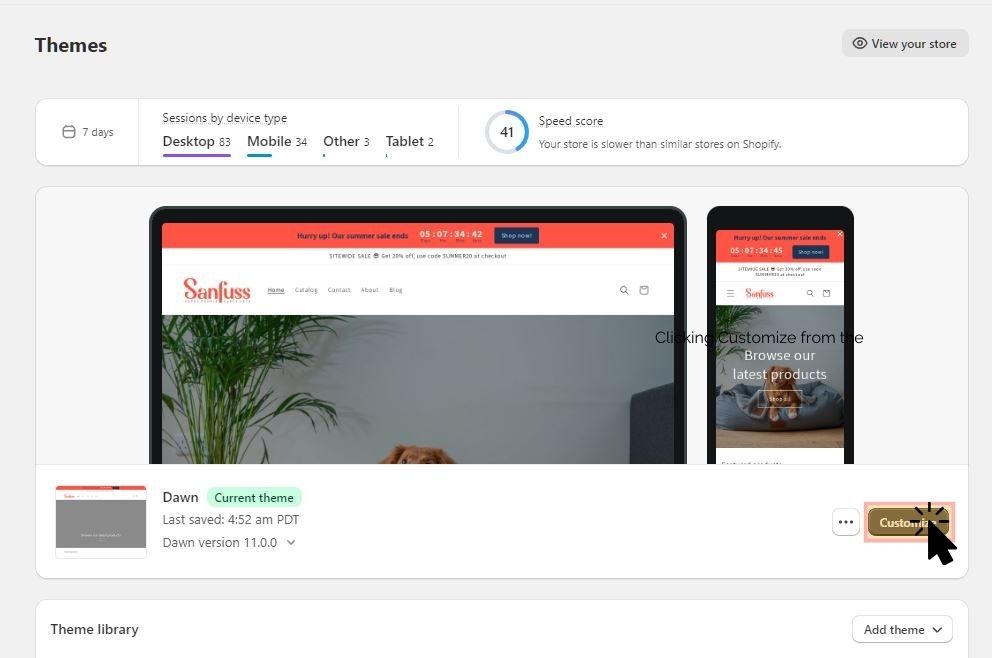 Themes
View your store
7 days
Sessions by device type
Desktop 83 Mobile 34 Other 3 Tablet 2
41
Speed score
Your store is slower than similar stores on Shopify.
Hurry up! Our summer sale ends 05 : 07 : 34 : 42 Shop now!
SITEWIDE SALE 😎 Get 20% off, use code SUMMER20 at checkout
Sanfuss
Home Catalog Contact About Blog
Hurry up! Our summer sale ends
05 : 07 : 34 : 45 Shop now!
SITEWIDE SALE 😎 Get 20% off, use code
SUMMER20 at checkout
Sanfuss
Clicking Customize from the
Browse our
latest products
Shop all
Dawn Current theme
Last saved: 4:52 am PDT
Dawn version 11.0.0
Customize
Theme library
Add theme